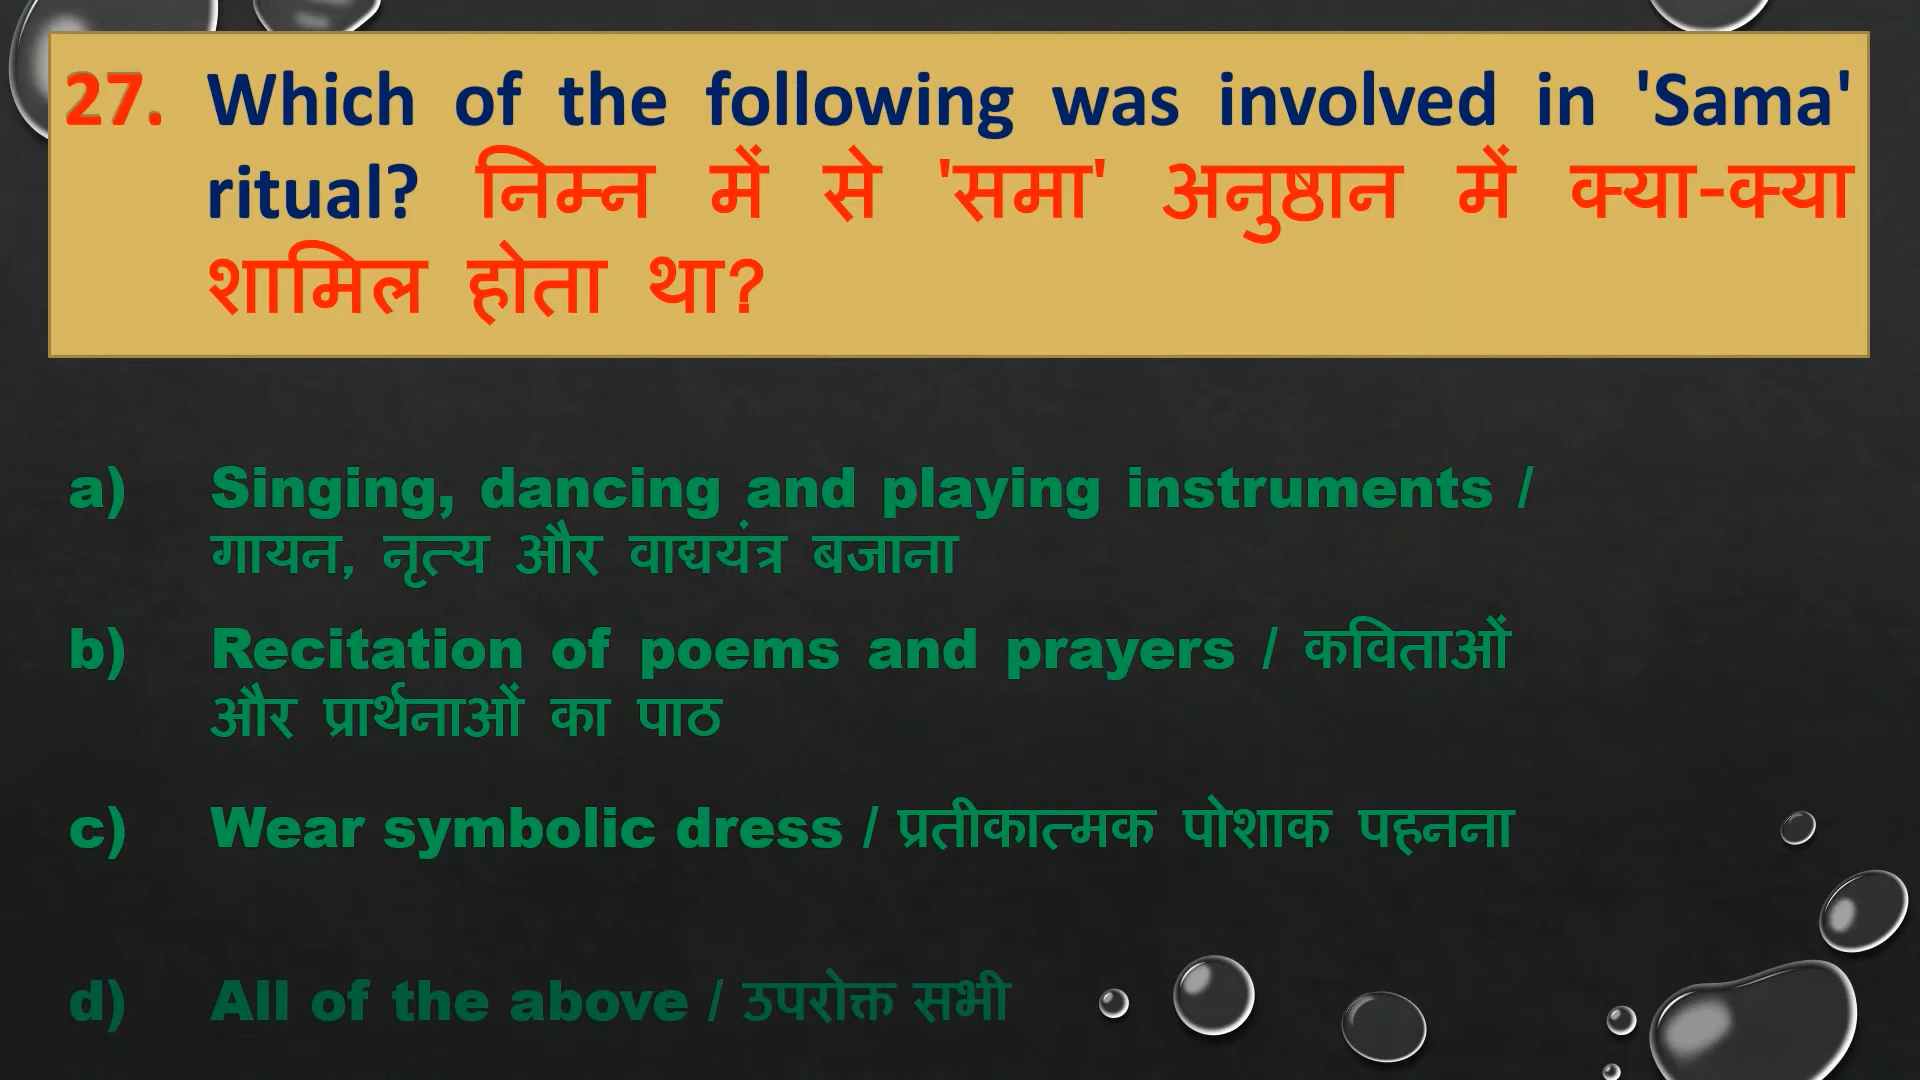 27. Which of the following was involved in 'Sama'
ritual? निम्न में से 'समा' अनुष्ठान में क्या-क्या
शामिल होता था?
a) Singing, dancing and playing instruments /
गायन, नृत्य और वाद्ययंत्र बजाना
b) Recitation of poems and prayers / कविताओं
और प्रार्थनाओं का पाठ
c) Wear symbolic dress / प्रतीकात्मक पोशाक पहनना
d) All of the above / उपरोक्त सभी